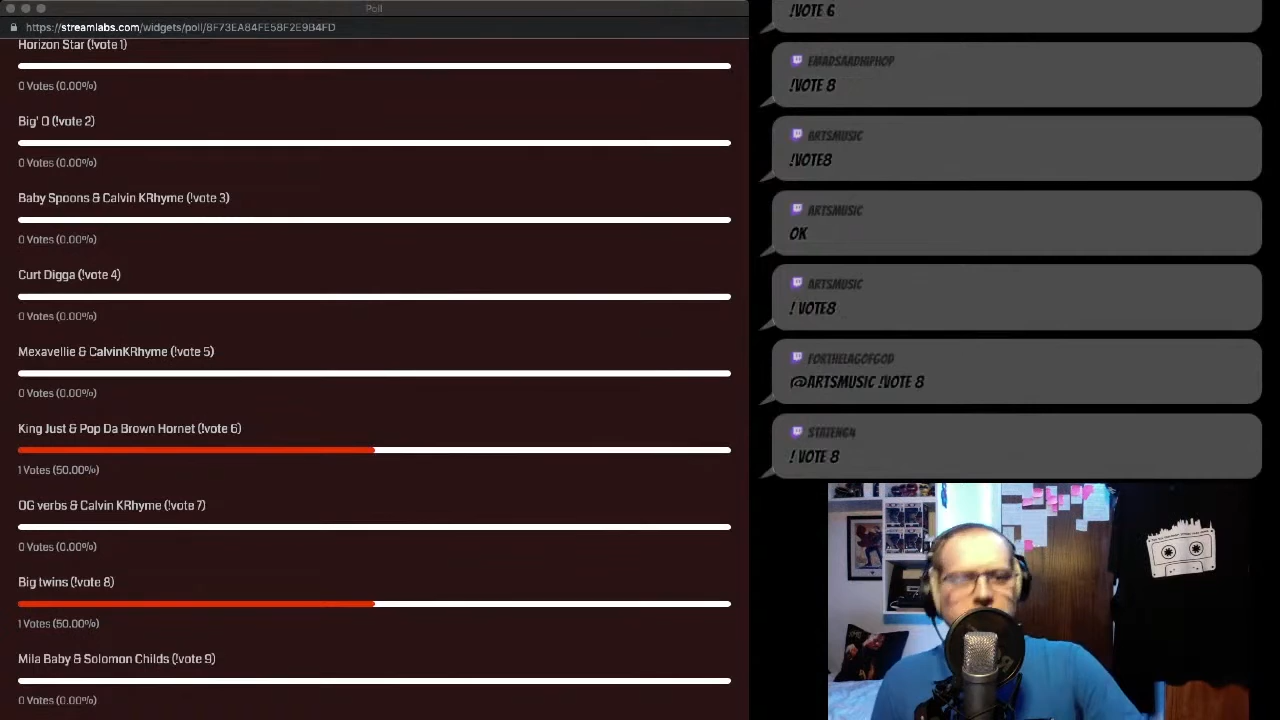 Poll
https://streamlabs.com/widgets/poll/8F73EA84FE58F2E9B4FD
Horizon Star (!vote 1)
0 Votes (0.00%)
Big' O (!vote 2)
0 Votes (0.00%)
Baby Spoons & Calvin KRhyme (!vote 3)
0 Votes (0.00%)
Curt Digga (!vote 4)
0 Votes (0.00%)
Mexavellie & CalvinKRhyme (!vote 5)
0 Votes (0.00%)
King Just & Pop Da Brown Hornet (!vote 6)
1 Votes (50.00%)
OG verbs & Calvin KRhyme (!vote 7)
0 Votes (0.00%)
Big twins (!vote 8)
1 Votes (50.00%)
Mila Baby & Solomon Childs (!vote 9)
0 Votes (0.00%)
!VOTE 6
EMADSAADHIPHOP
!VOTE 8
ARTSMUSIC
!VOTE8
ARTSMUSIC
OK
ARTSMUSIC
! VOTE8
FORTHELAGOFGOD
@ARTSMUSIC !VOTE 8
STATENG4
! VOTE 8